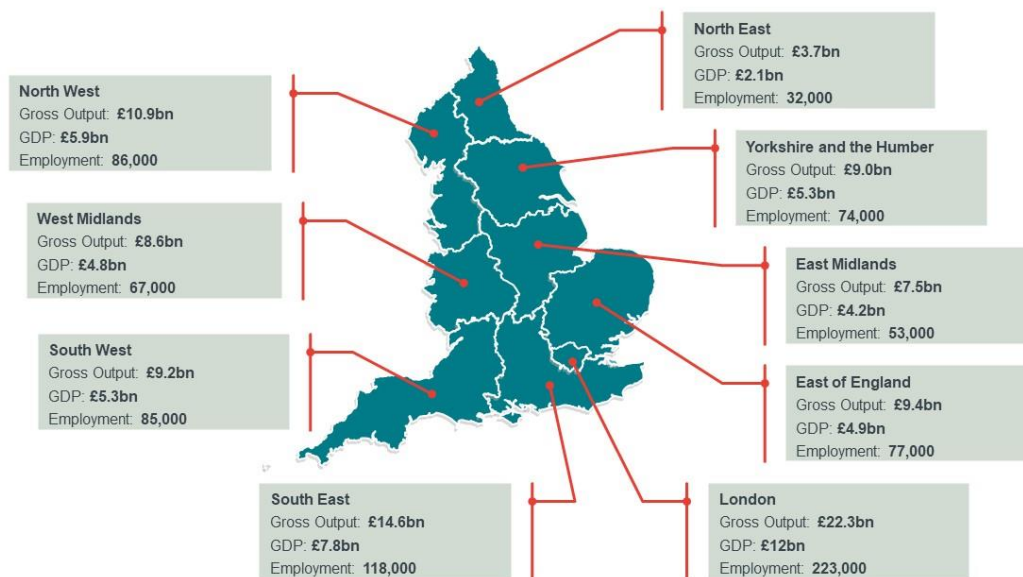 North East
Gross Output: £3.7bn
GDP: £2.1bn
Employment: 32,000
North West
Gross Output: £10.9bn
GDP: £5.9bn
Employment: 86,000
Yorkshire and the Humber
Gross Output: £9.0bn
GDP: £5.3bn
Employment: 74,000
West Midlands
Gross Output: £8.6bn
GDP: £4.8bn
Employment: 67,000
East Midlands
Gross Output: £7.5bn
GDP: £4.2bn
Employment: 53,000
South West
Gross Output: £9.2bn
GDP: £5.3bn
Employment: 85,000
East of England
Gross Output: £9.4bn
GDP: £4.9bn
Employment: 77,000
South East
Gross Output: £14.6bn
GDP: £7.8bn
Employment: 118,000
London
Gross Output: £22.3bn
GDP: £12bn
Employment: 223,000